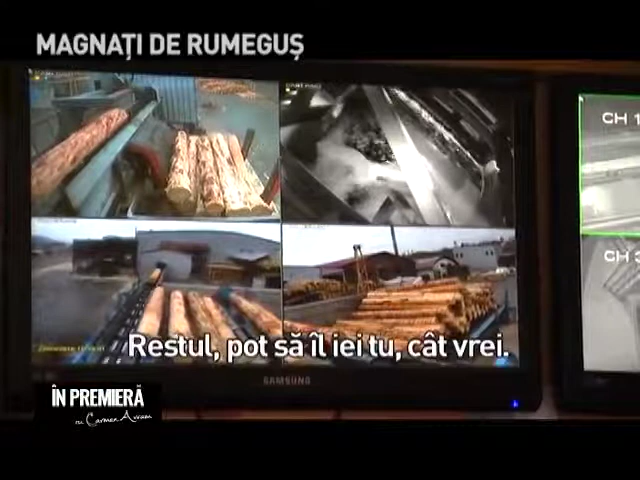 MAGNAȚI DE RUMEGUȘ
CH 1
CH 3
Restul, pot să îl iei tu, cât vrei.
SAMSUNG
ÎN PREMIERĂ
cu Carmen Avram